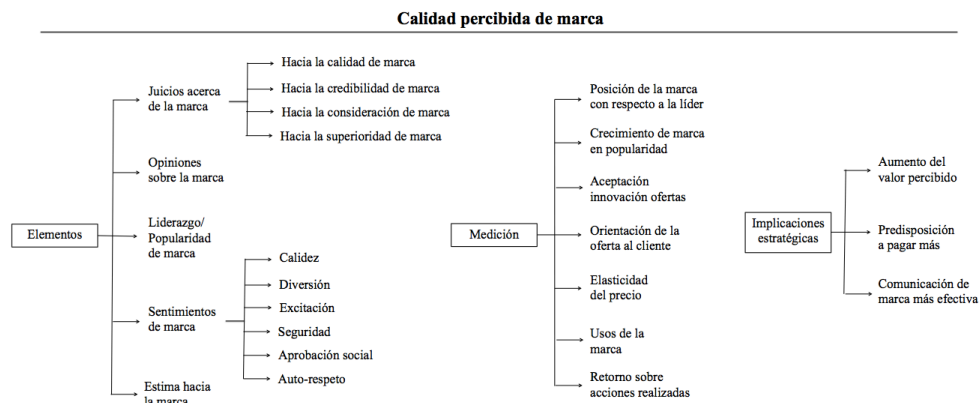 Calidad percibida de marca
Elementos
Juicios acerca
de la marca
Hacia la calidad de marca
Hacia la credibilidad de marca
Hacia la consideración de marca
Hacia la superioridad de marca
Opiniones
sobre la marca
Liderazgo/
Popularidad
de marca
Sentimientos
de marca
Calidez
Diversión
Excitación
Seguridad
Aprobación social
Auto-respeto
Estima hacia
la marca
Medición
Posición de la marca
con respecto a la líder
Crecimiento de marca
en popularidad
Aceptación
innovación ofertas
Orientación de la
oferta al cliente
Elasticidad
del precio
Usos de la
marca
Retorno sobre
acciones realizadas
Implicaciones
estratégicas
Aumento del
valor percibido
Predisposición
a pagar más
Comunicación de
marca más efectiva